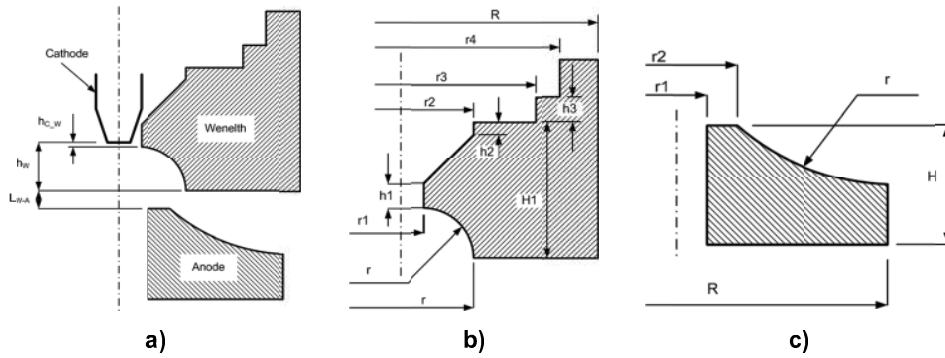 Cathode
h_C_W
h_W
L_W-A
Wenelth
Anode
a)
R
r4
r3
r2
h3
h2
h1
H1
r1
r
r
b)
r2
r
r1
H
R
c)